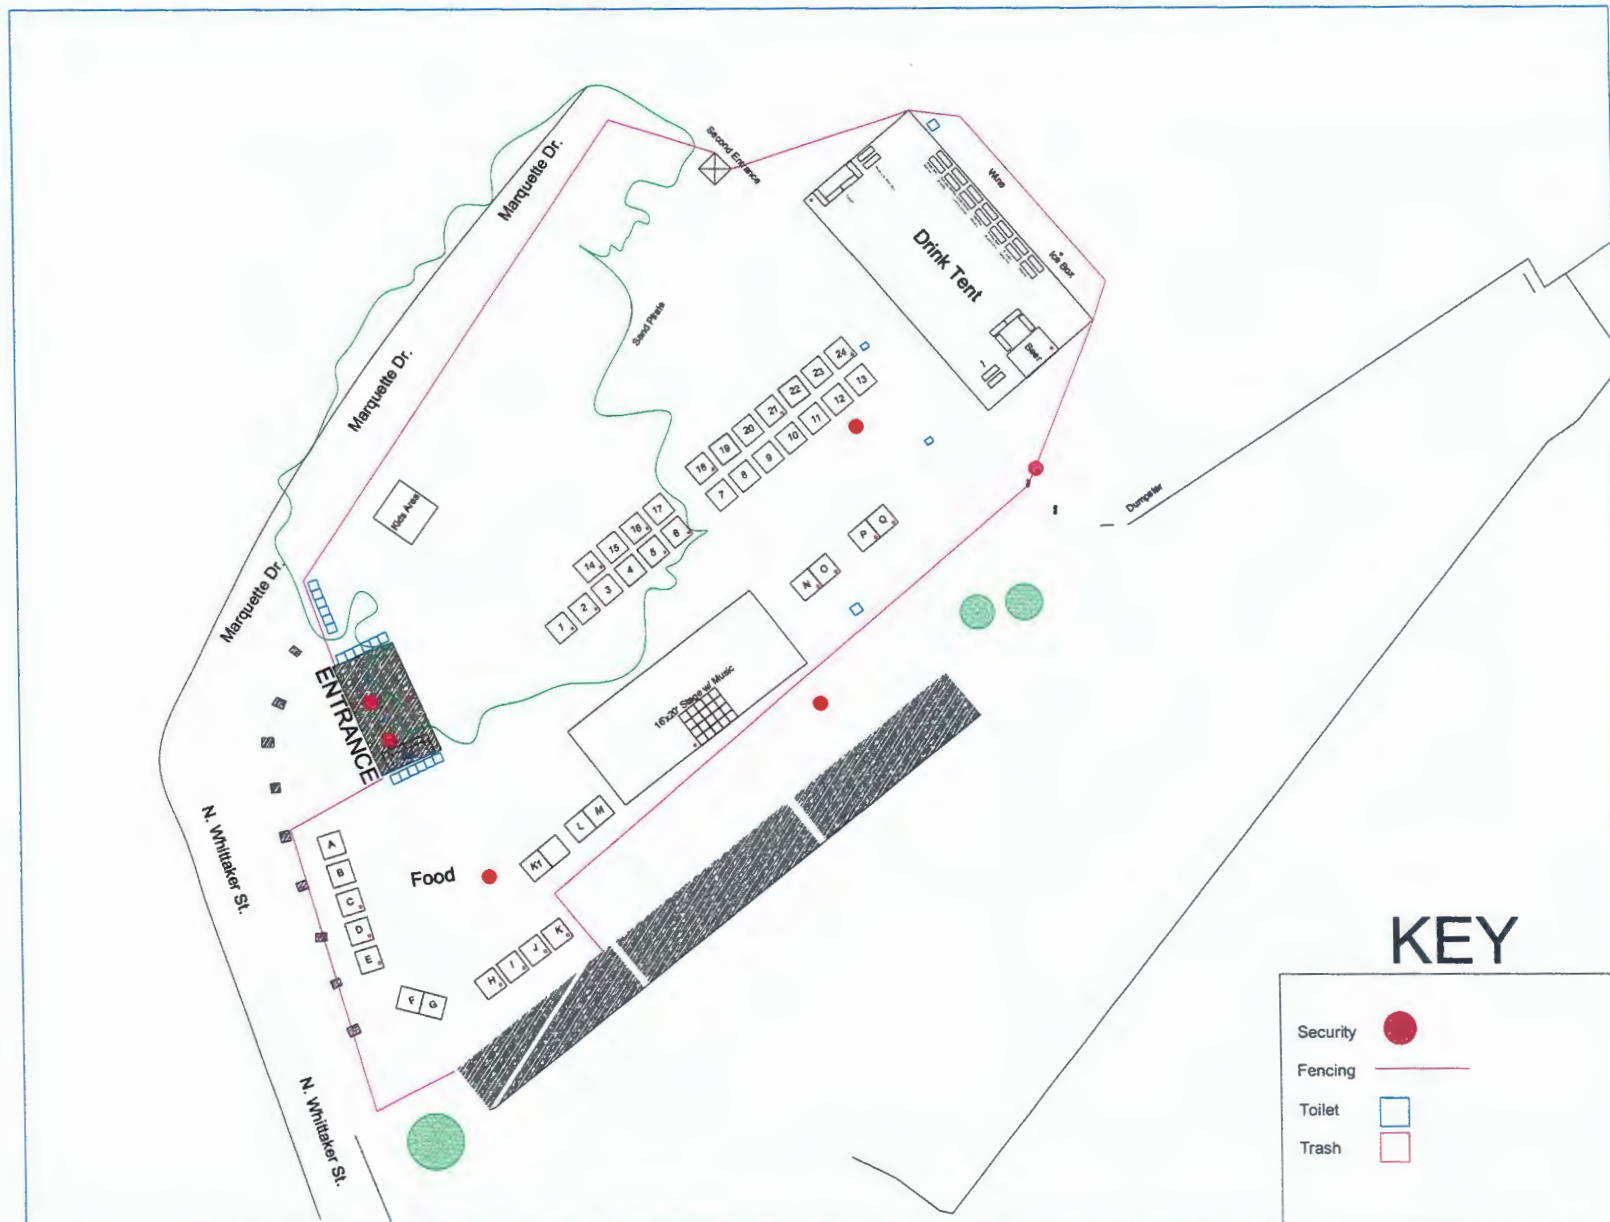 Second Entrance
Marquette Dr.
Wine
Ice Box
Drink Tent
Beer
Sand Pirate
Marquette Dr.
24
23
22
21
20
19
18
13
12
11
10
9
8
7
Kids Area
17
16
15
14
6
5
4
3
2
1
Dumpster
P Q
N O
Marquette Dr.
ENTRANCE
16'x20' Stage w/ Music
N. Whittaker St.
A
B
C
D
E
Food
L M
K1
K
J
I
H
F G
N. Whittaker St.
KEY
Security
Fencing
Toilet
Trash